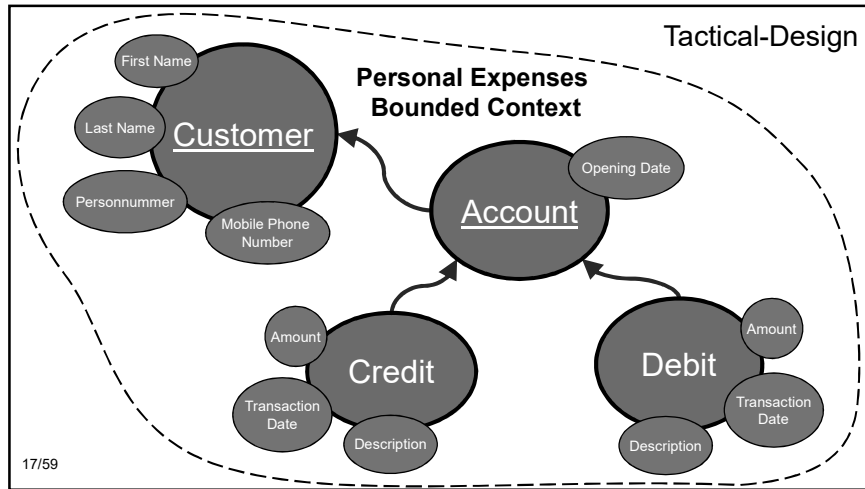 Tactical-Design
Personal Expenses
Bounded Context
First Name
Last Name
Customer
Personnummer
Mobile Phone
Number
Opening Date
Account
Amount
Credit
Transaction
Date
Description
Amount
Debit
Transaction
Date
Description
17/59